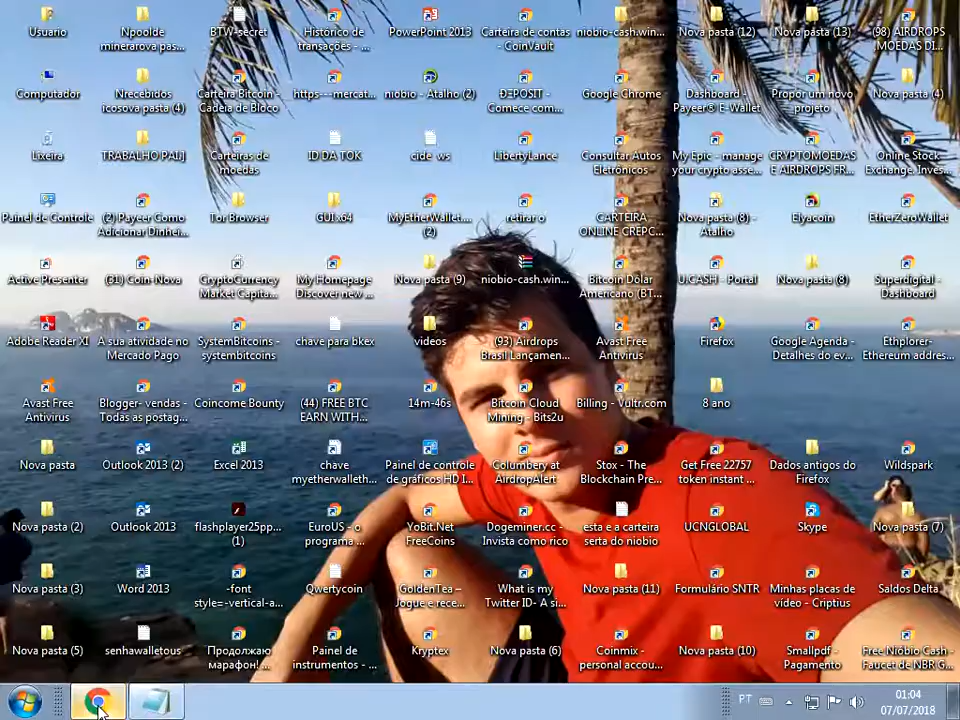 Usuario
Npoolde
minerarova pas...
BTW-secret
Histórico de
transações - ...
PowerPoint 2013
Carteira de contas
- CoinVault
niobio-cash.win...
Nova pasta (12)
Nova pasta (13)
(98) AIRDROPS
MOEDAS DI...
Computador
Nrecebidos
icosova pasta (4)
Carteira Bitcoin -
Cadeia de Bloco
https---mercat...
niobio - Atalho (2)
ĐEPOSIT -
Comece com...
Google Chrome
Dashboard -
Payeer® E-Wallet
Propor um novo
projeto
Nova pasta (4)
Lixeira
TRABALHO PAU]
Carteiras de
moedas
ID DA TOK
cide ws
LibertyLance
Consultar Autos
Eletrônicos
My Epic - manage
your crypto asse...
CRYPTOMOEDAS
E AIRDROPS FR...
Online Stock
Exchange, Inves...
Painel de Controle
(2) Payeer Como
Adicionar Dinhei...
Tor Browser
GUI.x64
MyEtherWallet....
(2)
retirar o
CARTEIRA
ONLINE CREPC...
Nova pasta (8) -
Atalho
Elyacoin
EtherZeroWallet
Active Presenter
(31) Coin-Nova
CryptoCurrency
Market Capita...
My Homepage
Discover new ...
Nova pasta (9)
niobio-cash.win...
Bitcoin Dólar
Americano (BT...
U.CASH - Portal
Nova pasta (8)
Superdigital -
Dashboard
Adobe Reader XI
A sua atividade no
Mercado Pago
SystemBitcoins -
systembitcoins
chave para bkex
videos
(93) Airdrops
Brasil Lançamen...
Avast Free
Antivirus
Firefox
Google Agenda -
Detalhes do ev...
Ethplorer-
Ethereum addres...
Avast Free
Antivirus
Blogger- vendas -
Todas as postag...
Coincome Bounty
(44) FREE BTC
EARN WITH...
14m-46s
Bitcoin Cloud
Mining - Bits2u
Billing - Vultr.com
8 ano
Nova pasta
Outlook 2013 (2)
Excel 2013
chave
myetherwalleth...
Painel de controle
de gráficos HD I...
Columbery at
AirdropAlert
Stox - The
Blockchain Pre...
Get Free 22757
token instant ...
Dados antigos do
Firefox
Wildspark
Nova pasta (2)
Outlook 2013
flashplayer25pp...
(1)
EuroUS - o
programa ...
YoBit.Net
FreeCoins
Dogeminer.cc -
Invista como rico
esta e a carteira
serta do niobio
UCNGLOBAL
Skype
Nova pasta (7)
Nova pasta (3)
Word 2013
-font
style=-vertical-a...
Qwertycoin
GoldenTea –
Jogue e rece...
What is my
Twitter ID- A si...
Nova pasta (11)
Formulário SNTR
Minhas placas de
vídeo - Criptius
Saldos Delta
Nova pasta (5)
senhawalletous
Продолжаю
марафон! ...
Painel de
instrumentos - ...
Kryptex
Nova pasta (6)
Coinmix -
personal accou...
Nova pasta (10)
Smallpdf -
Pagamento
Free Nióbio Cash -
Faucet de NBR G...
PT
01:04
07/07/2018